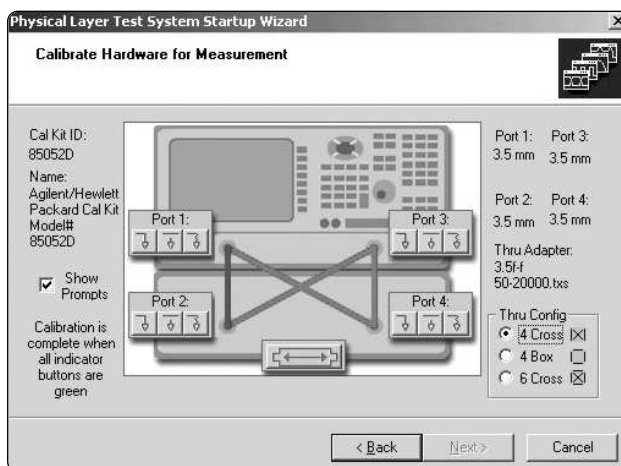 Physical Layer Test System Startup Wizard
Calibrate Hardware for Measurement
Cal Kit ID:
85052D
Name:
Agilent/Hewlett
Packard Cal Kit
Model#
85052D
Show
Prompts
Calibration is
complete when
all indicator
buttons are
green
Port 1:
Port 3:
Port 2:
Port 4:
Port 1: Port 3:
3.5 mm 3.5 mm
Port 2: Port 4:
3.5 mm 3.5 mm
Thru Adapter:
3.5f-f
50-20000.txs
Thru Config
4 Cross
4 Box
6 Cross
< Back
Next >
Cancel